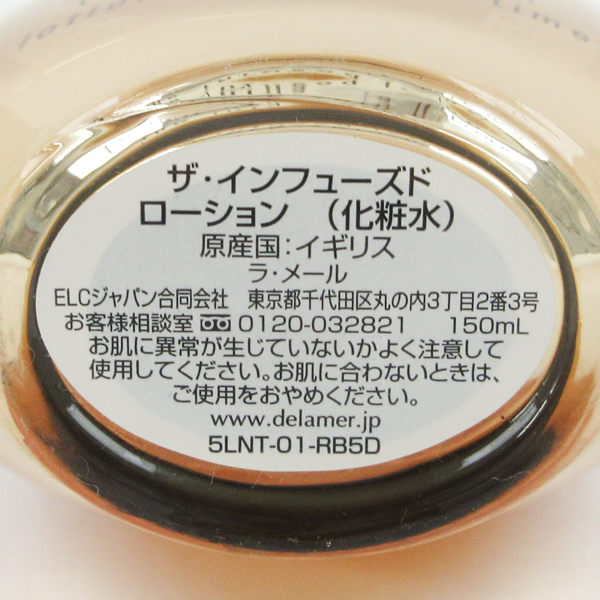 ザ・インフューズド
ローション （化粧水）
原産国：イギリス
ラ・メール
ELCジャパン合同会社 東京都千代田区丸の内3丁目2番3号
お客様相談室 0120-032821 150mL
お肌に異常が生じていないかよく注意して
使用してください。お肌に合わないときは、
ご使用をおやめください。
www.delamer.jp
5LNT-01-RB5D